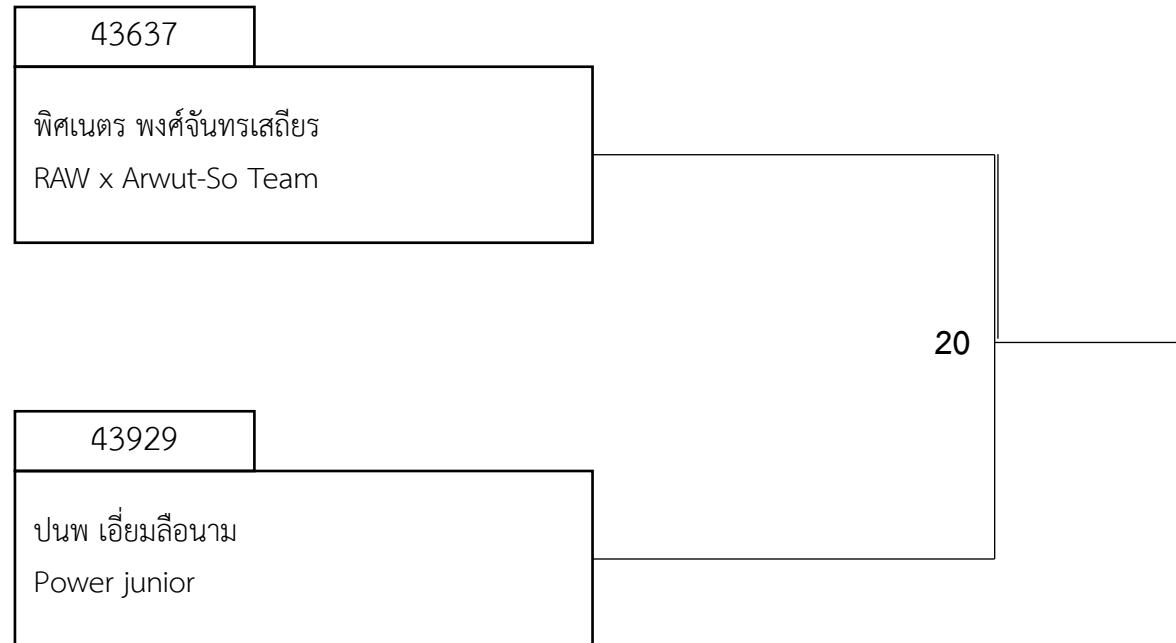 43637
พิศเนตร พงศ์จันทรเสถียร
RAW x Arwut-So Team
20
43929
ปนพ เอี่ยมลือนาม
Power junior